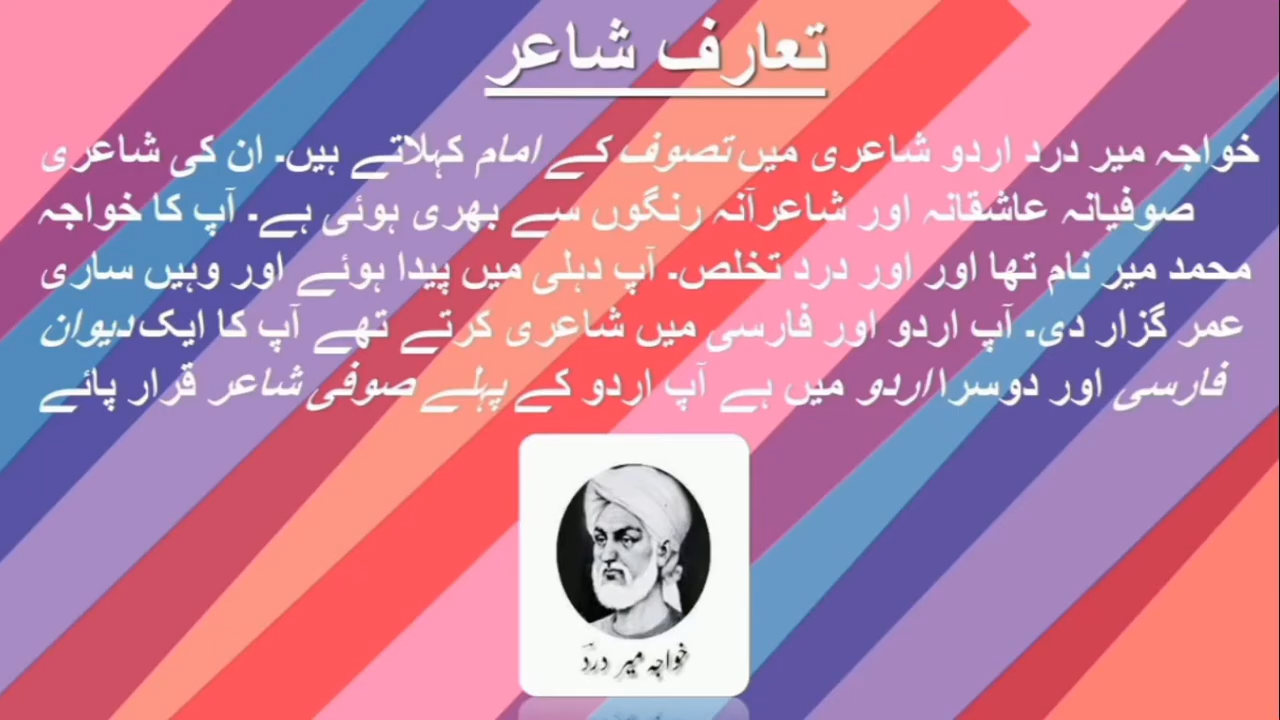 تعارف شاعر
خواجہ میر درد اردو شاعری میں تصوف کے امام کہلاتے ہیں۔ ان کی شاعری
صوفیانہ عاشقانہ اور شاعرآنہ رنگوں سے بھری ہوئی ہے۔ آپ کا خواجہ
محمد میر نام تھا اور اور درد تخلص۔ آپ دہلی میں پیدا ہوئے اور وہیں ساری
عمر گزار دی۔ آپ اردو اور فارسی میں شاعری کرتے تھے آپ کا ایک دیوان
فارسی اور دوسرا اردو میں ہے آپ اردو کے پہلے صوفی شاعر قرار پائے
خواجہ میر درد